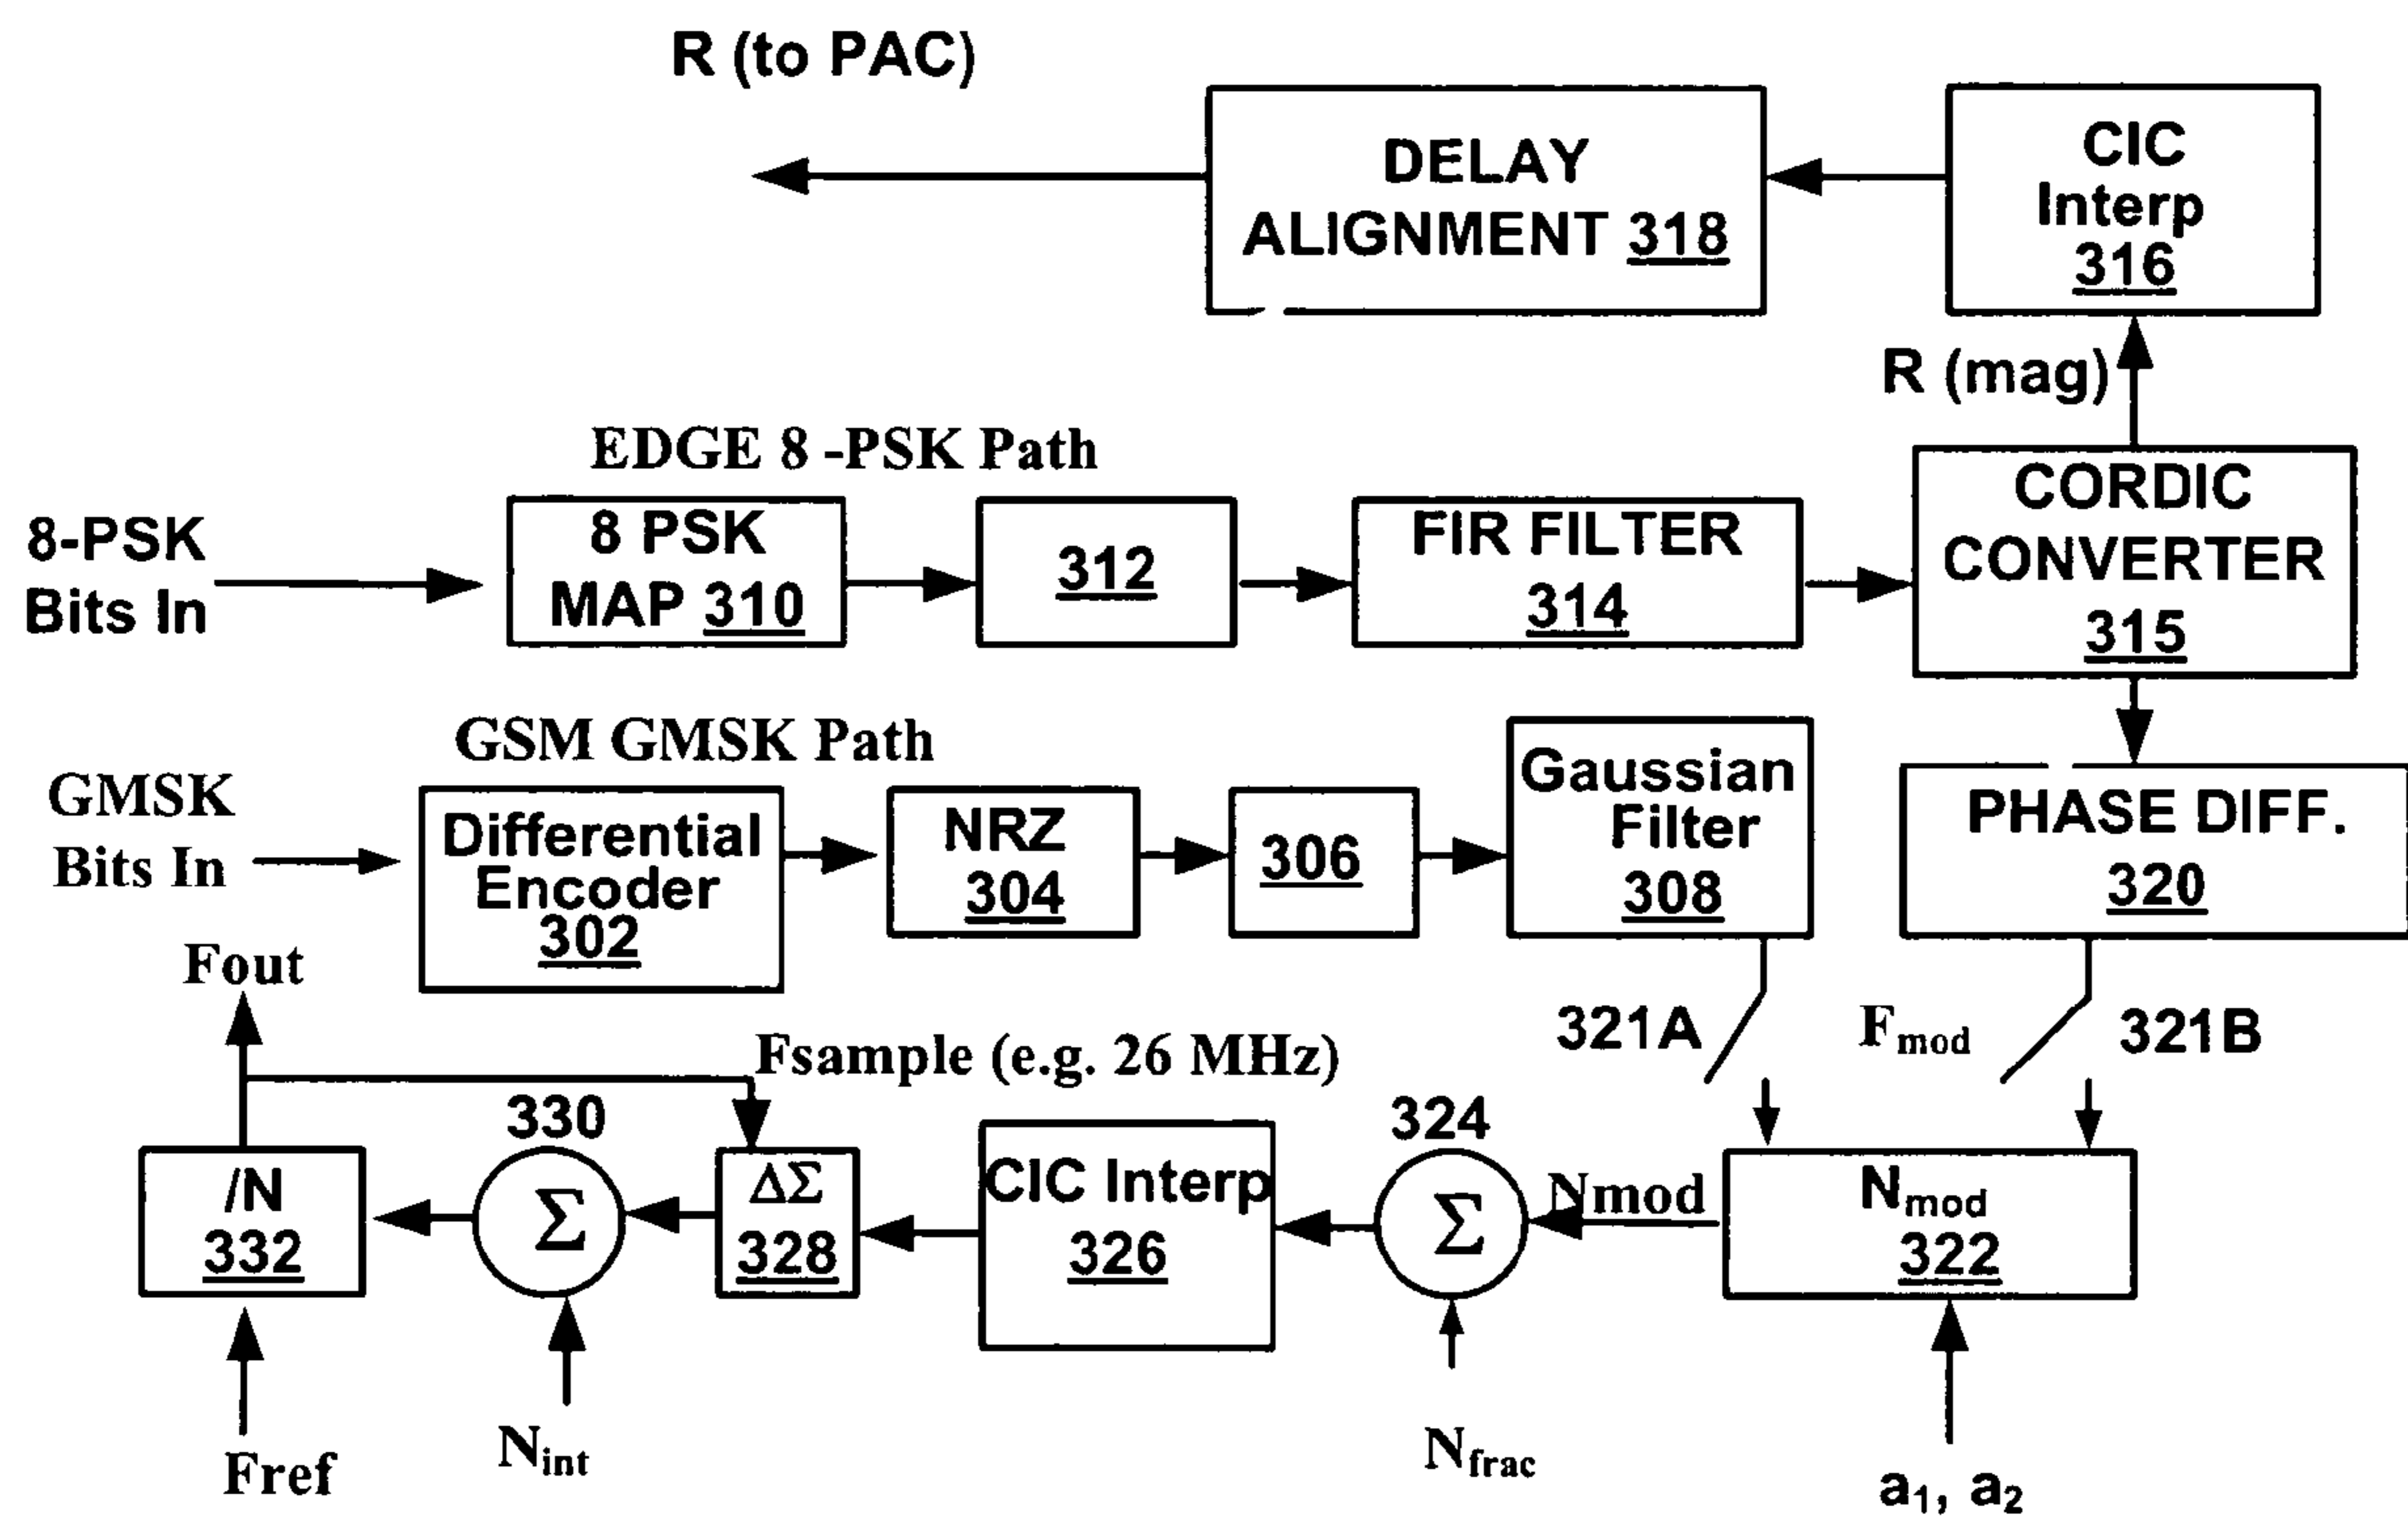 R (to PAC)
DELAY
ALIGNMENT 318
CIC
Interp
316
R (mag)
EDGE 8 -PSK Path
8-PSK
Bits In
8 PSK
MAP 310
312
FIR FILTER
314
CORDIC
CONVERTER
315
GSM GMSK Path
GMSK
Bits In
Differential
Encoder
302
NRZ
304
306
Gaussian
Filter
308
PHASE DIFF.
320
Fout
321A
Fmod
321B
Fsample (e.g. 26 MHz)
330
324
/N
332
Σ
ΔΣ
328
CIC Interp
326
Σ
Nmod
Nmod
322
Fref
Nint
Nfrac
a1, a2